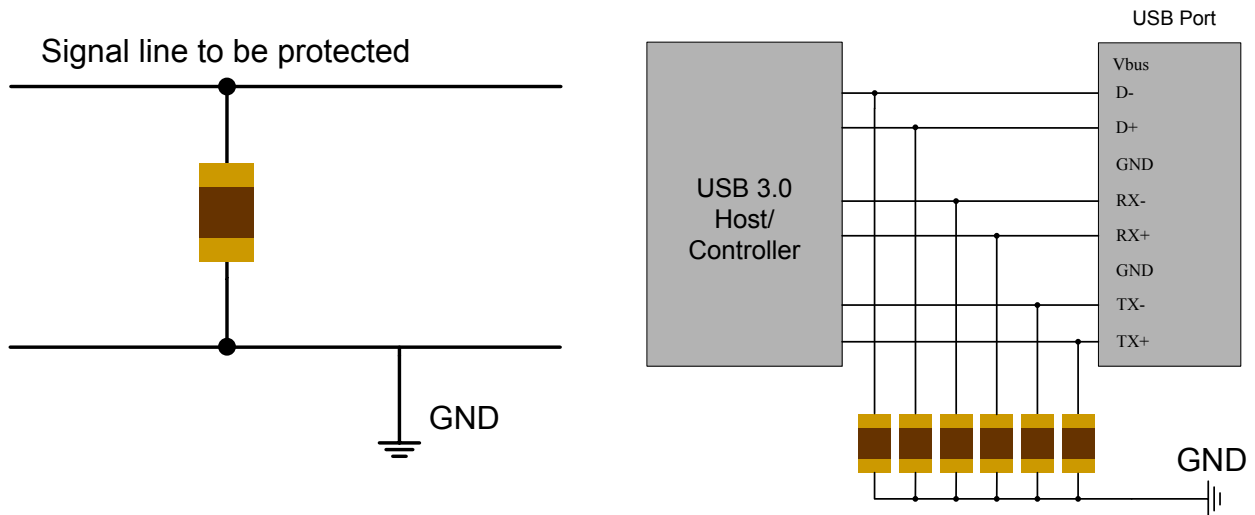 Signal line to be protected
GND
USB Port
USB 3.0
Host/
Controller
Vbus
D-
D+
GND
RX-
RX+
GND
TX-
TX+
GND